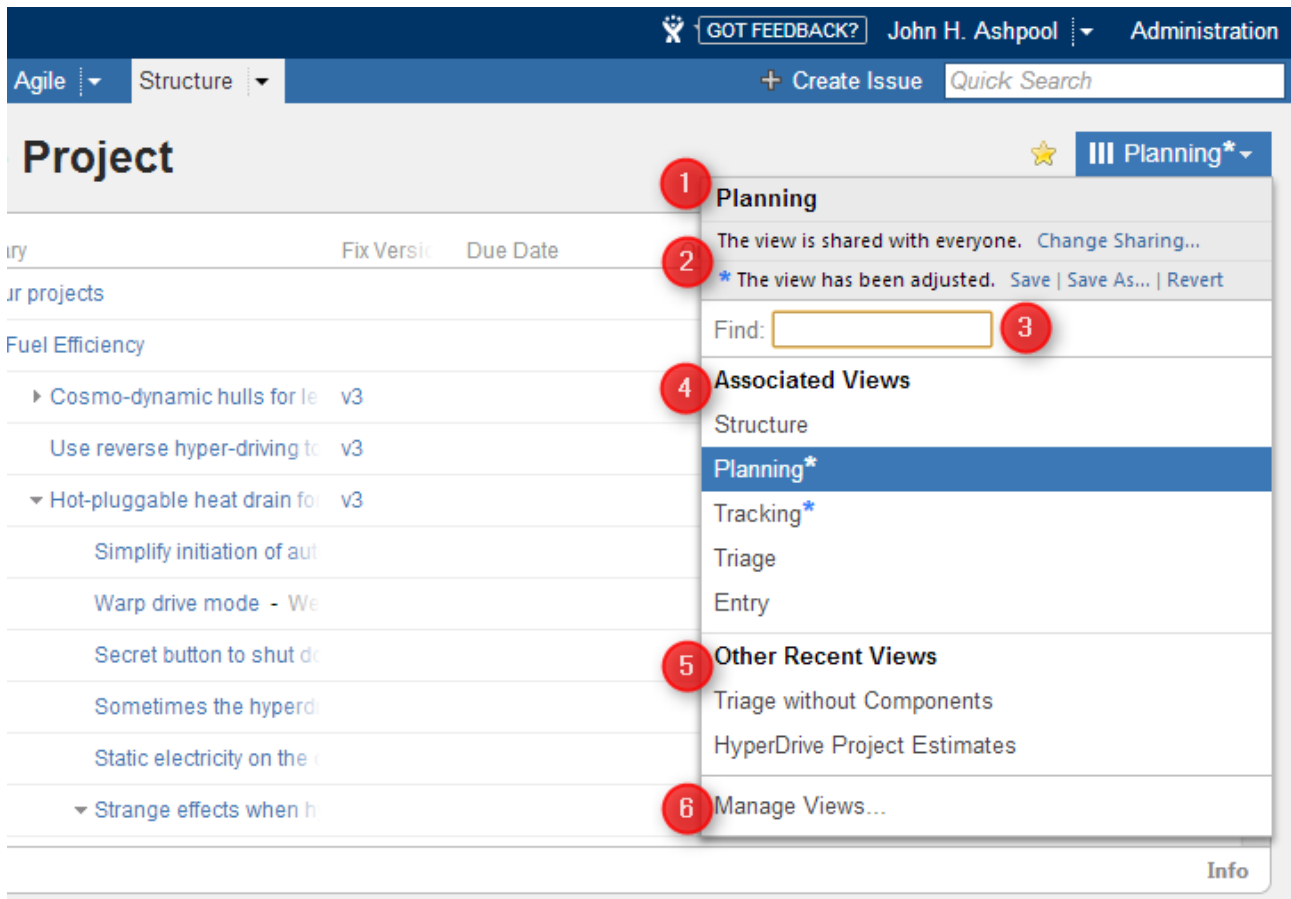 GOT FEEDBACK? John H. Ashpool Administration
Agile Structure + Create Issue Quick Search
Project Planning*
1 Planning
The view is shared with everyone. Change Sharing...
ry Fix Versic Due Date
2
* The view has been adjusted. Save | Save As... | Revert
ur projects
Find: 3
Fuel Efficiency
4 Associated Views
Cosmo-dynamic hulls for le v3
Structure
Use reverse hyper-driving to v3
Planning*
Hot-pluggable heat drain for v3
Tracking*
Simplify initiation of aut
Triage
Warp drive mode - We
Entry
Secret button to shut do
5 Other Recent Views
Sometimes the hyperd
Triage without Components
Static electricity on the
HyperDrive Project Estimates
Strange effects when h
6 Manage Views...
Info